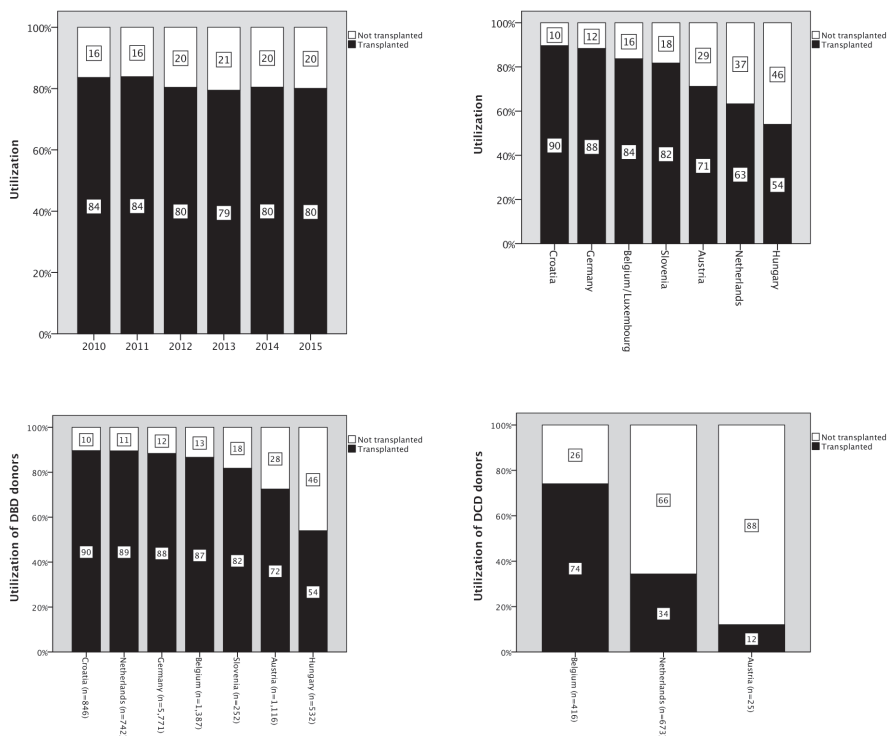 Utilization
100%
80%
60%
40%
20%
0%
16 16 20 21 20 20
84 84 80 79 80 80
2010 2011 2012 2013 2014 2015
Not transplanted
Transplanted
Utilization
100%
80%
60%
40%
20%
0%
10 12 16 18 29 37 46
90 88 84 82 71 63 54
Croatia
Germany
Belgium/Luxembourg
Slovenia
Austria
Netherlands
Hungary
Not transplanted
Transplanted
Utilization of DBD donors
100%
80%
60%
40%
20%
0%
10 11 12 13 18 28 46
90 89 88 87 82 72 54
Croatia (n=846)
Netherlands (n=742
Germany (n=5,771)
Belgium (n=1,387)
Slovenia (n=252)
Austria (n=1,116)
Hungary (n=532)
Not transplanted
Transplanted
Utilization of DCD donors
100%
80%
60%
40%
20%
0%
26 66 88
74 34 12
Belgium (n=416)
Netherlands (n=673
Austria (n=25)
Not transplanted
Transplanted